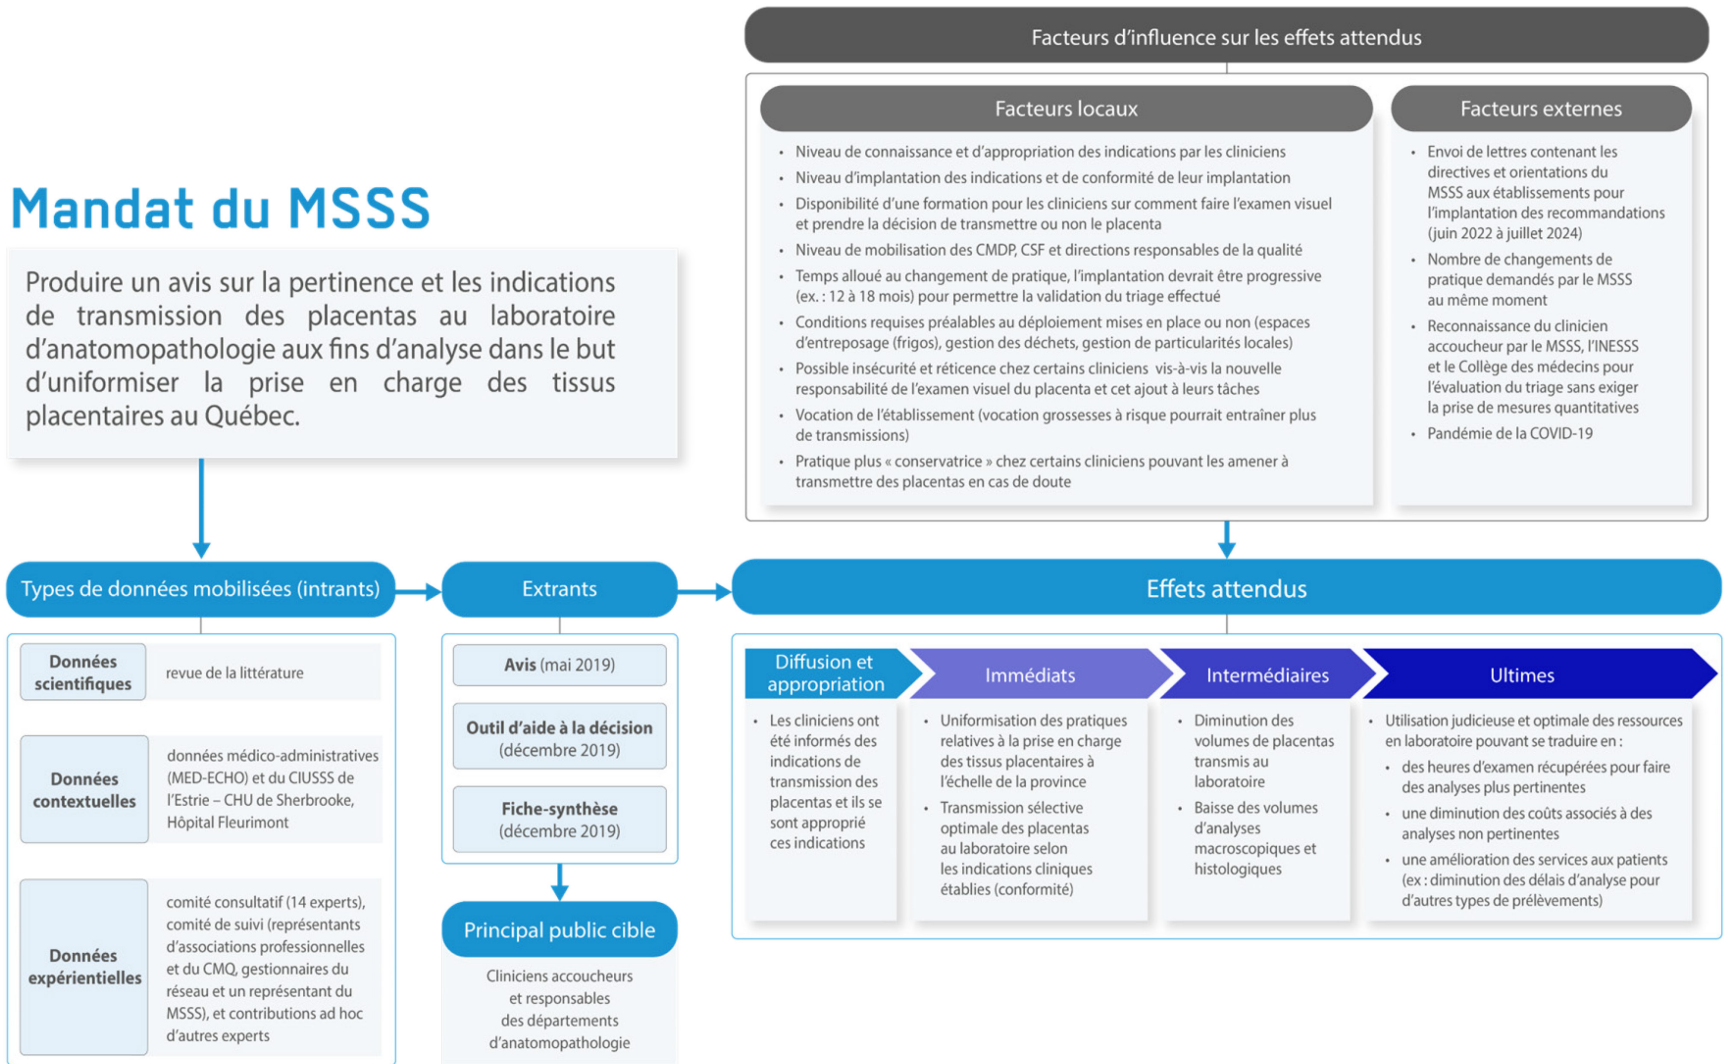 Facteurs d’influence sur les effets attendus
Facteurs locaux
• Niveau de connaissance et d’appropriation des indications par les cliniciens
• Niveau d’implantation des indications et de conformité de leur implantation
• Disponibilité d’une formation pour les cliniciens sur comment faire l’examen visuel
et prendre la décision de transmettre ou non le placenta
• Niveau de mobilisation des CMDP, CSF et directions responsables de la qualité
• Temps alloué au changement de pratique, l’implantation devrait être progressive
(ex. : 12 à 18 mois) pour permettre la validation du triage effectué
• Conditions requises préalables au déploiement mises en place ou non (espaces
d’entreposage (frigos), gestion des déchets, gestion de particularités locales)
• Possible insécurité et réticence chez certains cliniciens vis-à-vis la nouvelle
responsabilité de l’examen visuel du placenta et cet ajout à leurs tâches
• Vocation de l’établissement (vocation grossesses à risque pourrait entraîner plus
de transmissions)
• Pratique plus « conservatrice » chez certains cliniciens pouvant les amener à
transmettre des placentas en cas de doute
Facteurs externes
• Envoi de lettres contenant les
directives et orientations du
MSSS aux établissements pour
l’implantation des recommandations
(juin 2022 à juillet 2024)
• Nombre de changements de
pratique demandés par le MSSS
au même moment
• Reconnaissance du clinicien
accoucheur par le MSSS, l’INESSS
et le Collège des médecins pour
l’évaluation du triage sans exiger
la prise de mesures quantitatives
• Pandémie de la COVID-19
Mandat du MSSS
Produire un avis sur la pertinence et les indications
de transmission des placentas au laboratoire
d’anatomopathologie aux fins d’analyse dans le but
d’uniformiser la prise en charge des tissus
placentaires au Québec.
Types de données mobilisées (intrants)
Données
scientifiques
revue de la littérature
Données
contextuelles
données médico-administratives
(MED-ECHO) et du CIUSSS de
l’Estrie – CHU de Sherbrooke,
Hôpital Fleurimont
Données
expérientielles
comité consultatif (14 experts),
comité de suivi (représentants
d’associations professionnelles
et du CMQ, gestionnaires du
réseau et un représentant du
MSSS), et contributions ad hoc
d’autres experts
Extrants
Avis (mai 2019)
Outil d’aide à la décision
(décembre 2019)
Fiche-synthèse
(décembre 2019)
Principal public cible
Cliniciens accoucheurs
et responsables
des départements
d’anatomopathologie
Effets attendus
Diffusion et
appropriation
• Les cliniciens ont
été informés des
indications de
transmission des
placentas et ils se
sont approprié
ces indications
Immédiats
• Uniformisation des pratiques
relatives à la prise en charge
des tissus placentaires à
l’échelle de la province
• Transmission sélective
optimale des placentas
au laboratoire selon
les indications cliniques
établies (conformité)
Intermédiaires
• Diminution des
volumes de placentas
transmis au
laboratoire
• Baisse des volumes
d’analyses
macroscopiques et
histologiques
Ultimes
• Utilisation judicieuse et optimale des ressources
en laboratoire pouvant se traduire en :
• des heures d’examen récupérées pour faire
des analyses plus pertinentes
• une diminution des coûts associés à des
analyses non pertinentes
• une amélioration des services aux patients
(ex : diminution des délais d’analyse pour
d’autres types de prélèvements)